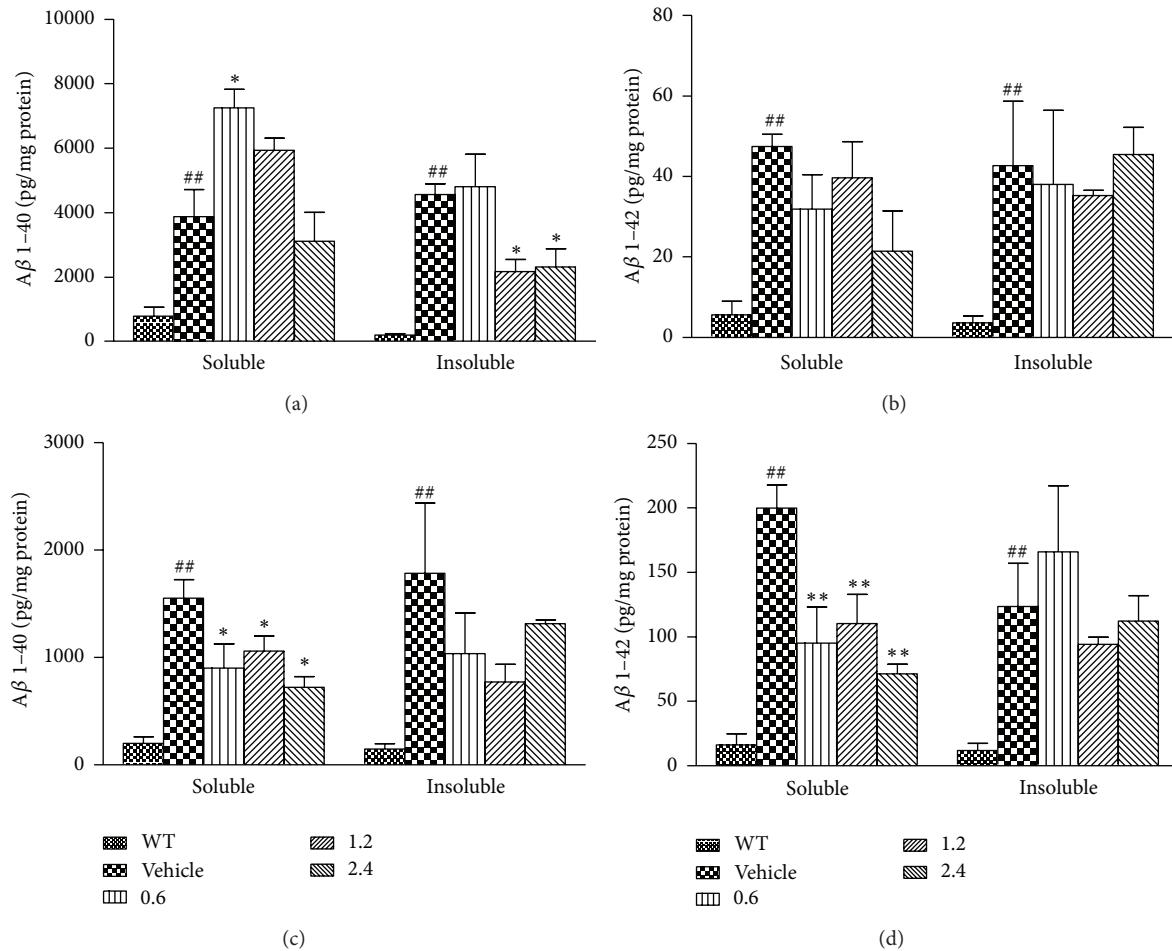 10000
8000
6000
4000
2000
0
Aβ 1–40 (pg/mg protein)
##
*
##
*
*
Soluble
Insoluble
(a)
80
60
40
20
0
Aβ 1–42 (pg/mg protein)
##
##
Soluble
Insoluble
(b)
3000
2000
1000
0
Aβ 1–40 (pg/mg protein)
##
*
*
*
##
Soluble
Insoluble
WT
Vehicle
0.6
1.2
2.4
(c)
250
200
150
100
50
0
Aβ 1–42 (pg/mg protein)
##
**
**
**
##
Soluble
Insoluble
WT
Vehicle
0.6
1.2
2.4
(d)